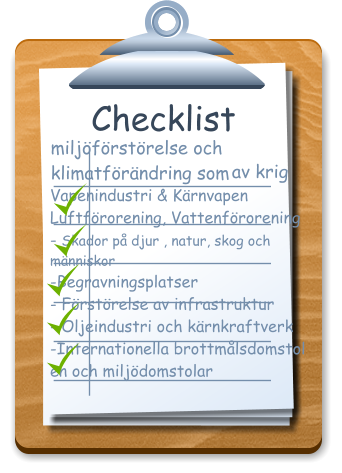 Checklist
miljöförstörelse och
klimatförändring som av krig
Vapenindustri & Kärnvapen
Luftförorening, Vattenförorening
- Skador på djur , natur, skog och
människor
-Begravningsplatser
- Förstörelse av infrastruktur
- Oljeindustri och kärnkraftverk
-Internationella brottmålsdomsto
en och miljödomstolar